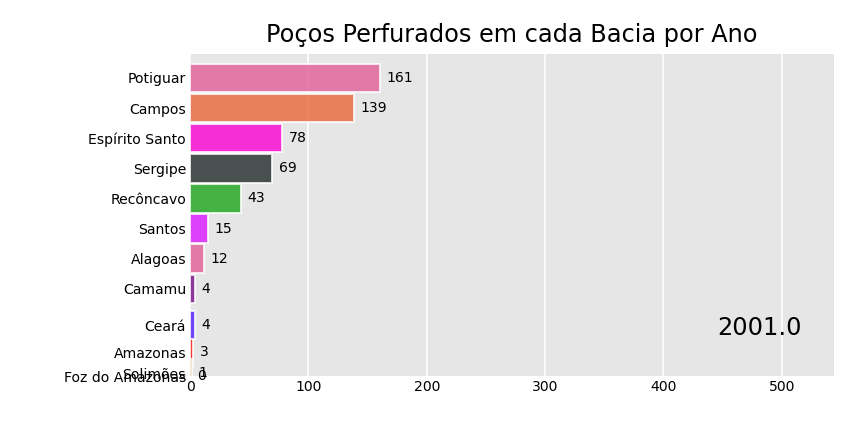 Poços Perfurados em cada Bacia por Ano
Potiguar 161
Campos 139
Espírito Santo 78
Sergipe 69
Recôncavo 43
Santos 15
Alagoas 12
Camamu 4
Ceará 4
2001.0
Amazonas 3
Solimões 1
Foz do Amazonas 0
0 100 200 300 400 500